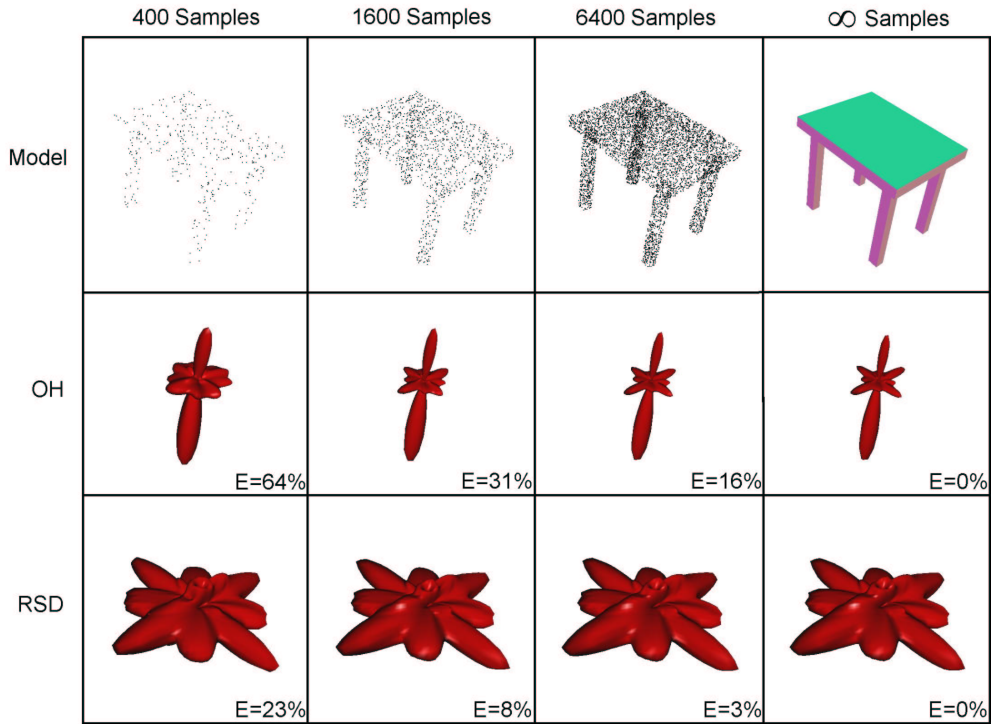 400 Samples 1600 Samples 6400 Samples ∞ Samples
Model
OH
E=64% E=31% E=16% E=0%
RSD
E=23% E=8% E=3% E=0%